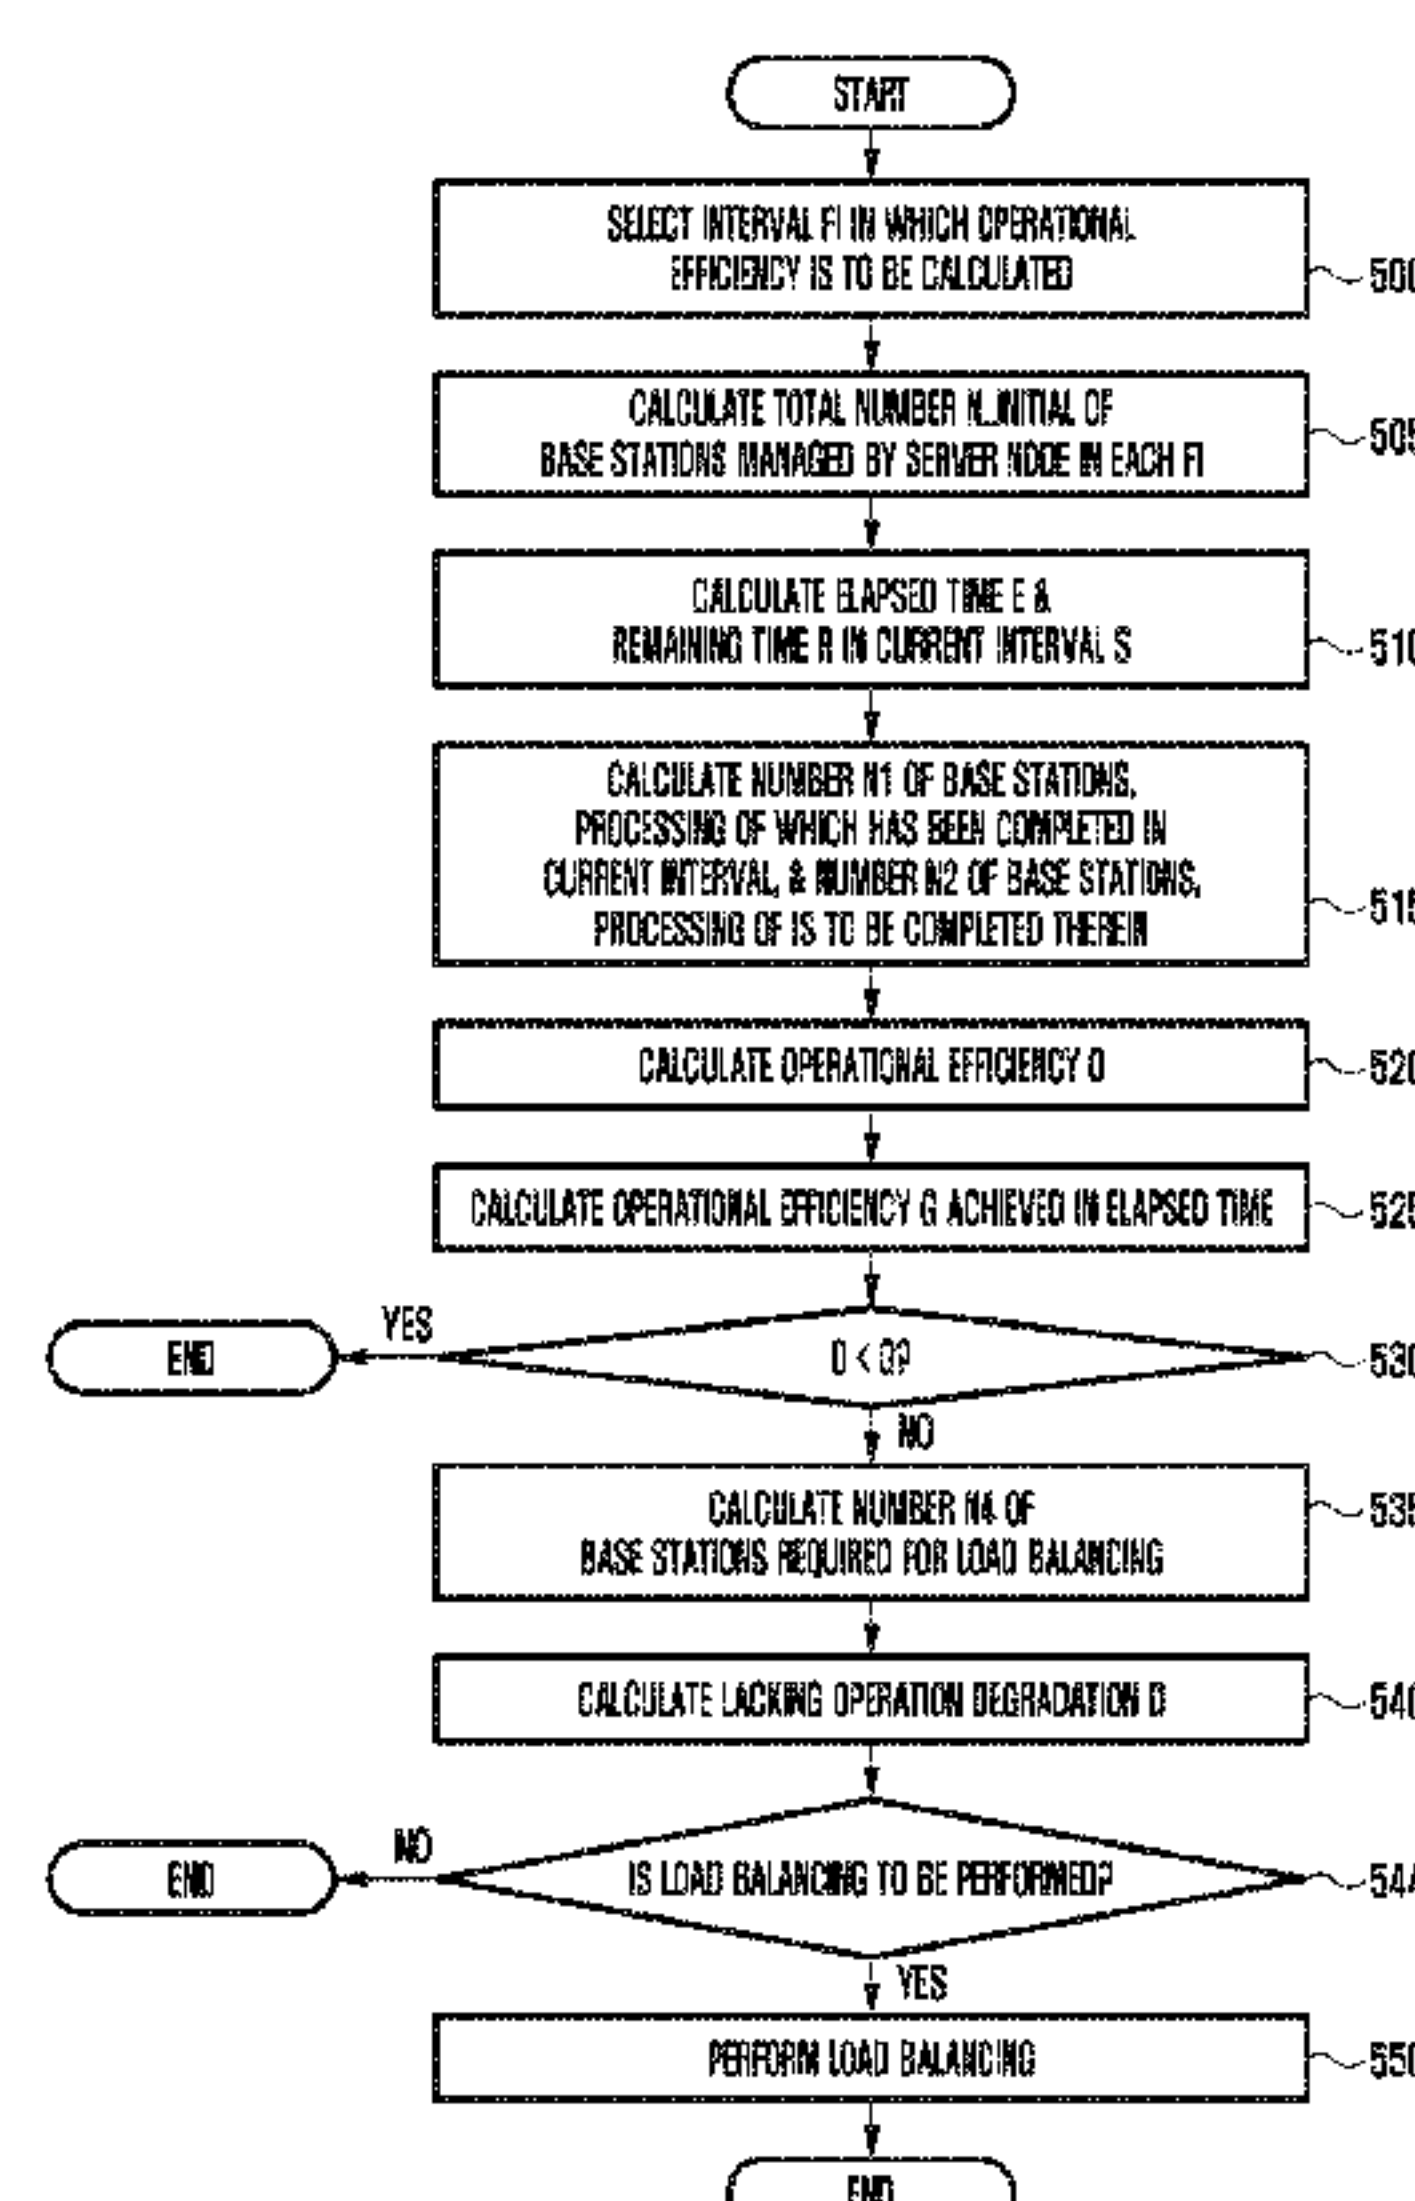 START
SELECT INTERVAL FI IN WHICH OPERATIONAL
EFFICIENCY IS TO BE CALCULATED
500
CALCULATE TOTAL NUMBER N_INITIAL OF
BASE STATIONS MANAGED BY SERVER NODE IN EACH FI
505
CALCULATE ELAPSED TIME E &
REMAINING TIME R IN CURRENT INTERVAL S
510
CALCULATE NUMBER N1 OF BASE STATIONS,
PROCESSING OF WHICH HAS BEEN COMPLETED IN
CURRENT INTERVAL, & NUMBER N2 OF BASE STATIONS,
PROCESSING OF IS TO BE COMPLETED THEREIN
515
CALCULATE OPERATIONAL EFFICIENCY O
520
CALCULATE OPERATIONAL EFFICIENCY G ACHIEVED IN ELAPSED TIME
525
YES
END
O < G?
530
NO
CALCULATE NUMBER N4 OF
BASE STATIONS REQUIRED FOR LOAD BALANCING
535
CALCULATE LACKING OPERATION DEGRADATION D
540
NO
END
IS LOAD BALANCING TO BE PERFORMED?
544
YES
PERFORM LOAD BALANCING
550
END